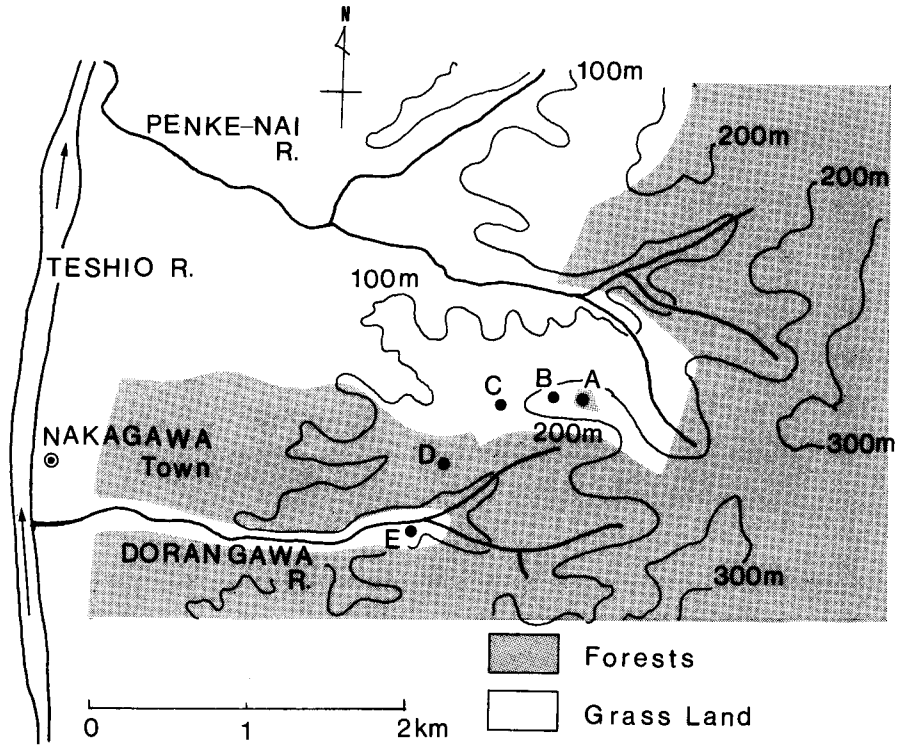 N
100m
PENKE-NAI
R.
200m
200m
TESHIO R.
100m
C B A
200m
NAKAGAWA
Town
D
300m
E
DORANGAWA
R.
300m
Forests
Grass Land
0 1 2km